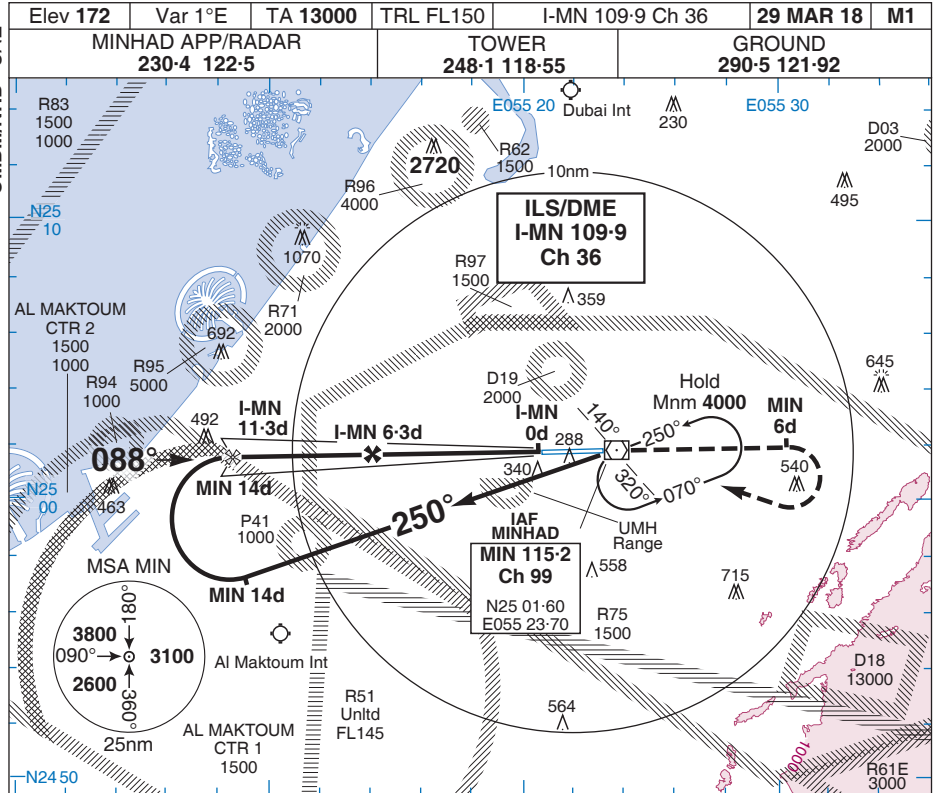 Elev 172
Var 1°E
TA 13000
TRL FL150
I-MN 109·9 Ch 36
29 MAR 18
M1
MINHAD APP/RADAR
230·4 122·5
TOWER
248·1 118·55
GROUND
290·5 121·92
R83
1500
1000
E055 20
Dubai Int
230
E055 30
D03
2000
2720
R62
1500
10nm
R96
4000
495
N25
10
ILS/DME
I-MN 109·9
Ch 36
1070
R97
1500
359
R71
2000
AL MAKTOUM
CTR 2
1500
1000
692
R95
5000
R94
1000
D19
2000
645
Hold
Mnm 4000
492
I-MN
11·3d
I-MN 6·3d
I-MN
0d
140°
250°
MIN
6d
288
088°
MIN 14d
340
320°
070°
540
N25
00
463
250°
P41
1000
UMH
Range
IAF
MINHAD
MIN 115·2
Ch 99
N25 01·60
E055 23·70
558
MIN 14d
715
MSA MIN
180°
3800
090°
3100
2600
360°
25nm
Al Maktoum Int
R75
1500
D18
13000
R51
Unltd
FL145
564
AL MAKTOUM
CTR 1
1500
1000
N24 50
R61E
3000